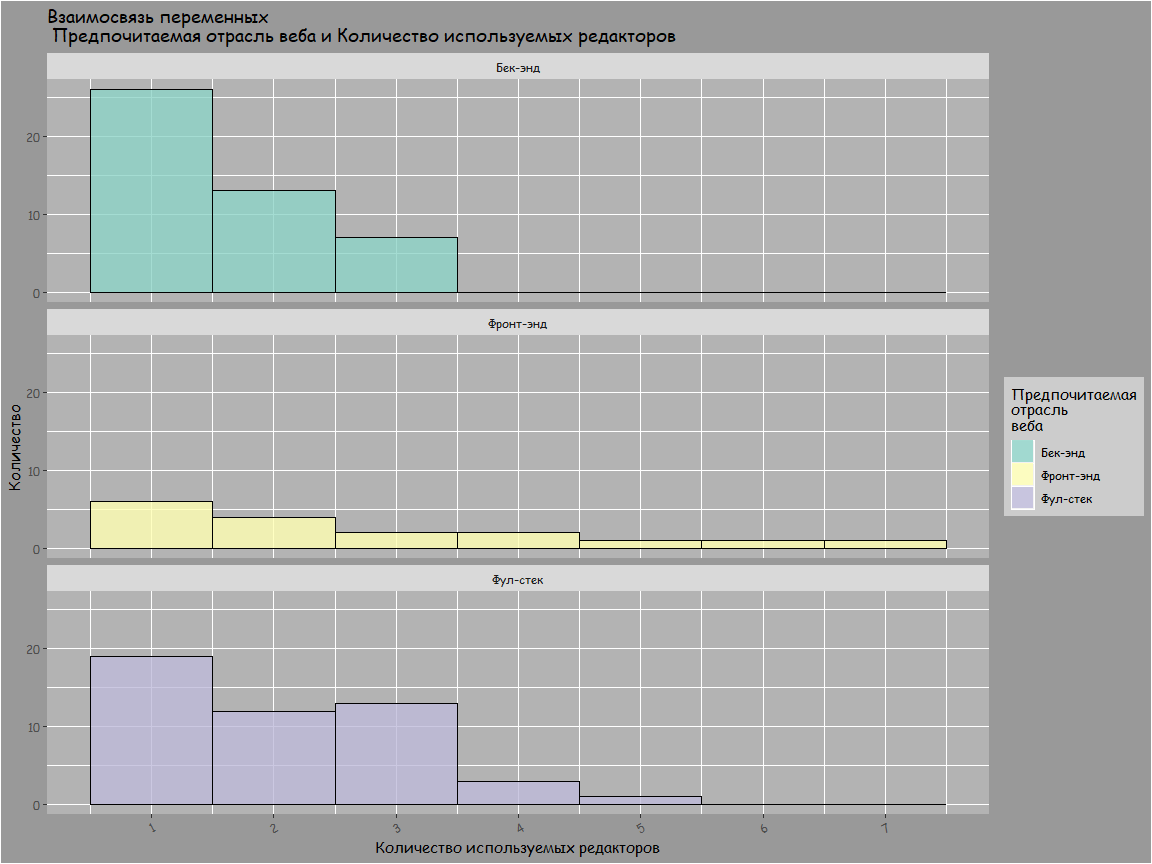 Взаимосвязь переменных
Предпочитаемая отрасль веба и Количество используемых редакторов
Бек-энд
20
10
0
Фронт-энд
20
10
0
Фул-стек
20
10
0
1 2 3 4 5 6 7
Количество используемых редакторов
Количество
Предпочитаемая
отрасль
веба
Бек-энд
Фронт-энд
Фул-стек